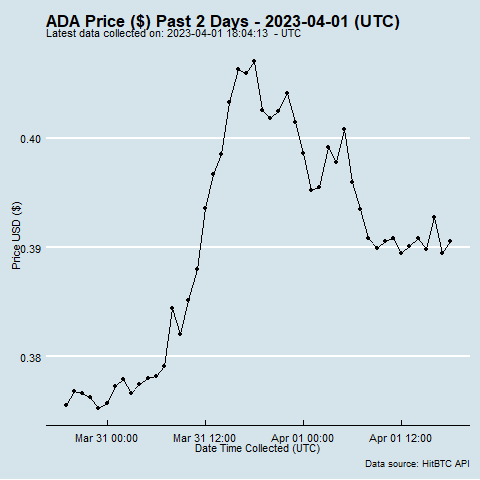 ADA Price ($) Past 2 Days - 2023-04-01 (UTC)
Latest data collected on: 2023-04-01 18:04:13 - UTC
0.40
0.39
0.38
Price USD ($)
Mar 31 00:00
Mar 31 12:00
Apr 01 00:00
Apr 01 12:00
Date Time Collected (UTC)
Data source: HitBTC API